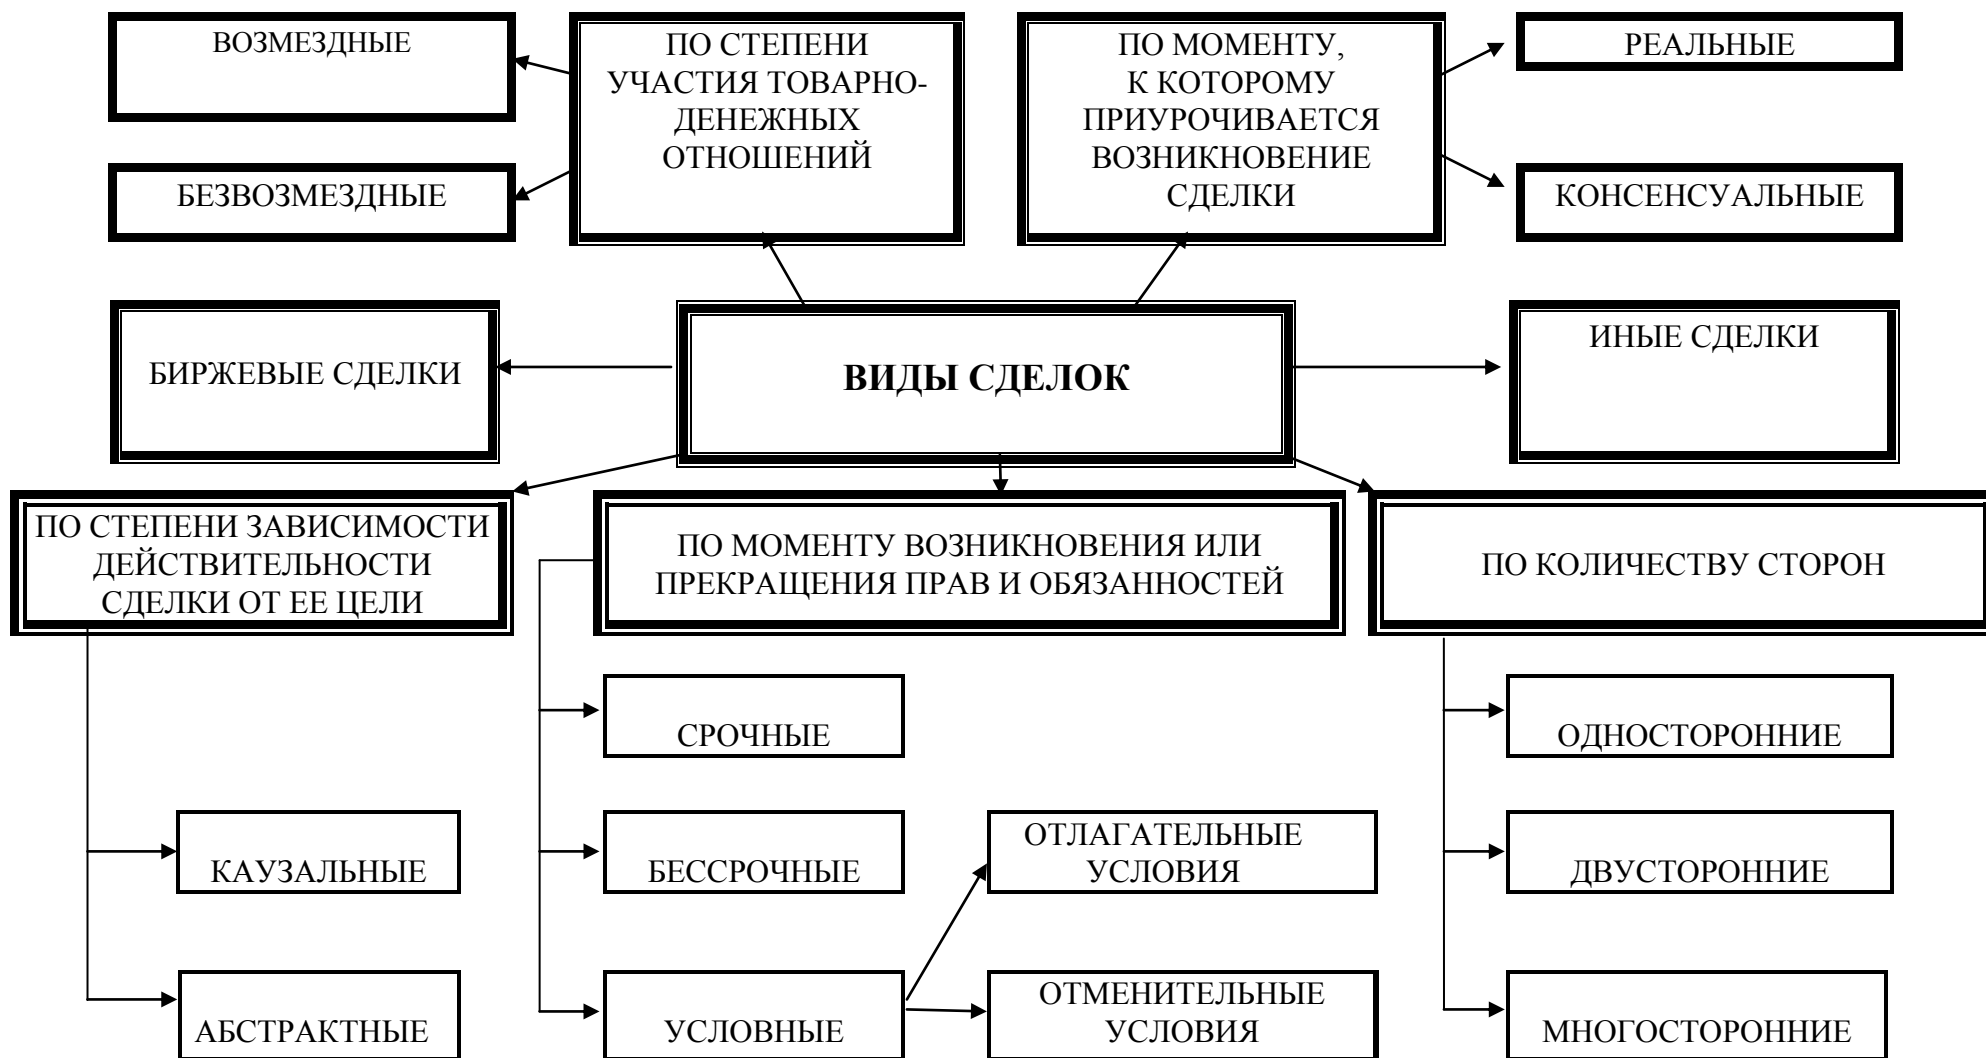 ВОЗМЕЗДНЫЕ
БЕЗВОЗМЕЗДНЫЕ
ПО СТЕПЕНИ
УЧАСТИЯ ТОВАРНО-
ДЕНЕЖНЫХ
ОТНОШЕНИЙ
ПО МОМЕНТУ,
К КОТОРОМУ
ПРИУРОЧИВАЕТСЯ
ВОЗНИКНОВЕНИЕ
СДЕЛКИ
РЕАЛЬНЫЕ
КОНСЕНСУАЛЬНЫЕ
БИРЖЕВЫЕ СДЕЛКИ
ВИДЫ СДЕЛОК
ИНЫЕ СДЕЛКИ
ПО СТЕПЕНИ ЗАВИСИМОСТИ
ДЕЙСТВИТЕЛЬНОСТИ
СДЕЛКИ ОТ ЕЕ ЦЕЛИ
КАУЗАЛЬНЫЕ
АБСТРАКТНЫЕ
ПО МОМЕНТУ ВОЗНИКНОВЕНИЯ ИЛИ
ПРЕКРАЩЕНИЯ ПРАВ И ОБЯЗАННОСТЕЙ
СРОЧНЫЕ
БЕССРОЧНЫЕ
УСЛОВНЫЕ
ОТЛАГАТЕЛЬНЫЕ
УСЛОВИЯ
ОТМЕНИТЕЛЬНЫЕ
УСЛОВИЯ
ПО КОЛИЧЕСТВУ СТОРОН
ОДНОСТОРОННИЕ
ДВУСТОРОННИЕ
МНОГОСТОРОННИЕ